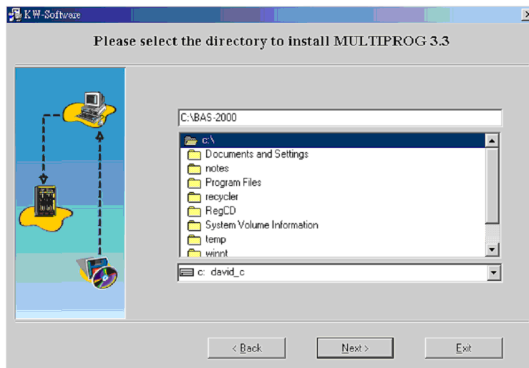 KW-Software
Please select the directory to install MULTIPROG 3.3
C:\BAS-2000
c:\
Documents and Settings
notes
Program Files
recycler
RegCD
System Volume Information
temp
winnt
c: david_c
< Back
Next >
Exit